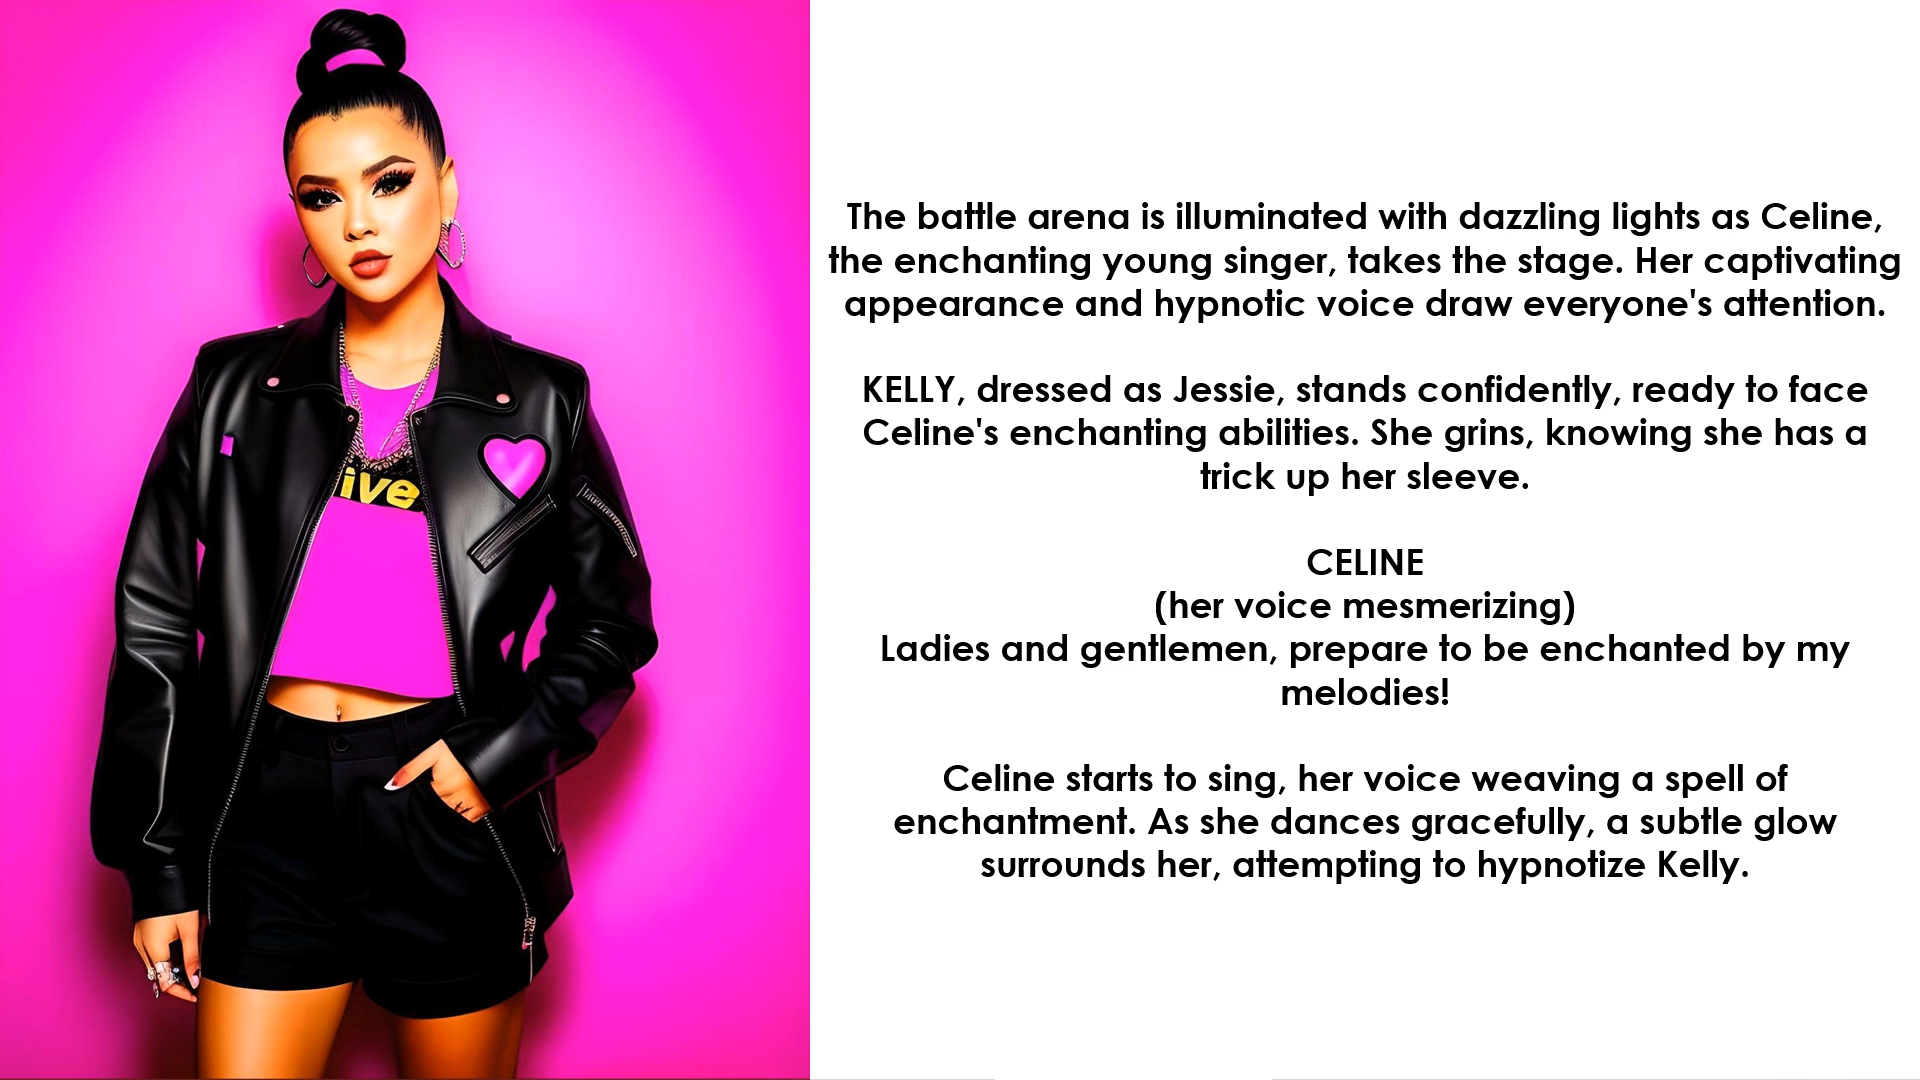 The battle arena is illuminated with dazzling lights as Celine,
the enchanting young singer, takes the stage. Her captivating
appearance and hypnotic voice draw everyone's attention.
KELLY, dressed as Jessie, stands confidently, ready to face
Celine's enchanting abilities. She grins, knowing she has a
trick up her sleeve.
CELINE
(her voice mesmerizing)
Ladies and gentlemen, prepare to be enchanted by my
melodies!
Celine starts to sing, her voice weaving a spell of
enchantment. As she dances gracefully, a subtle glow
surrounds her, attempting to hypnotize Kelly.
ive